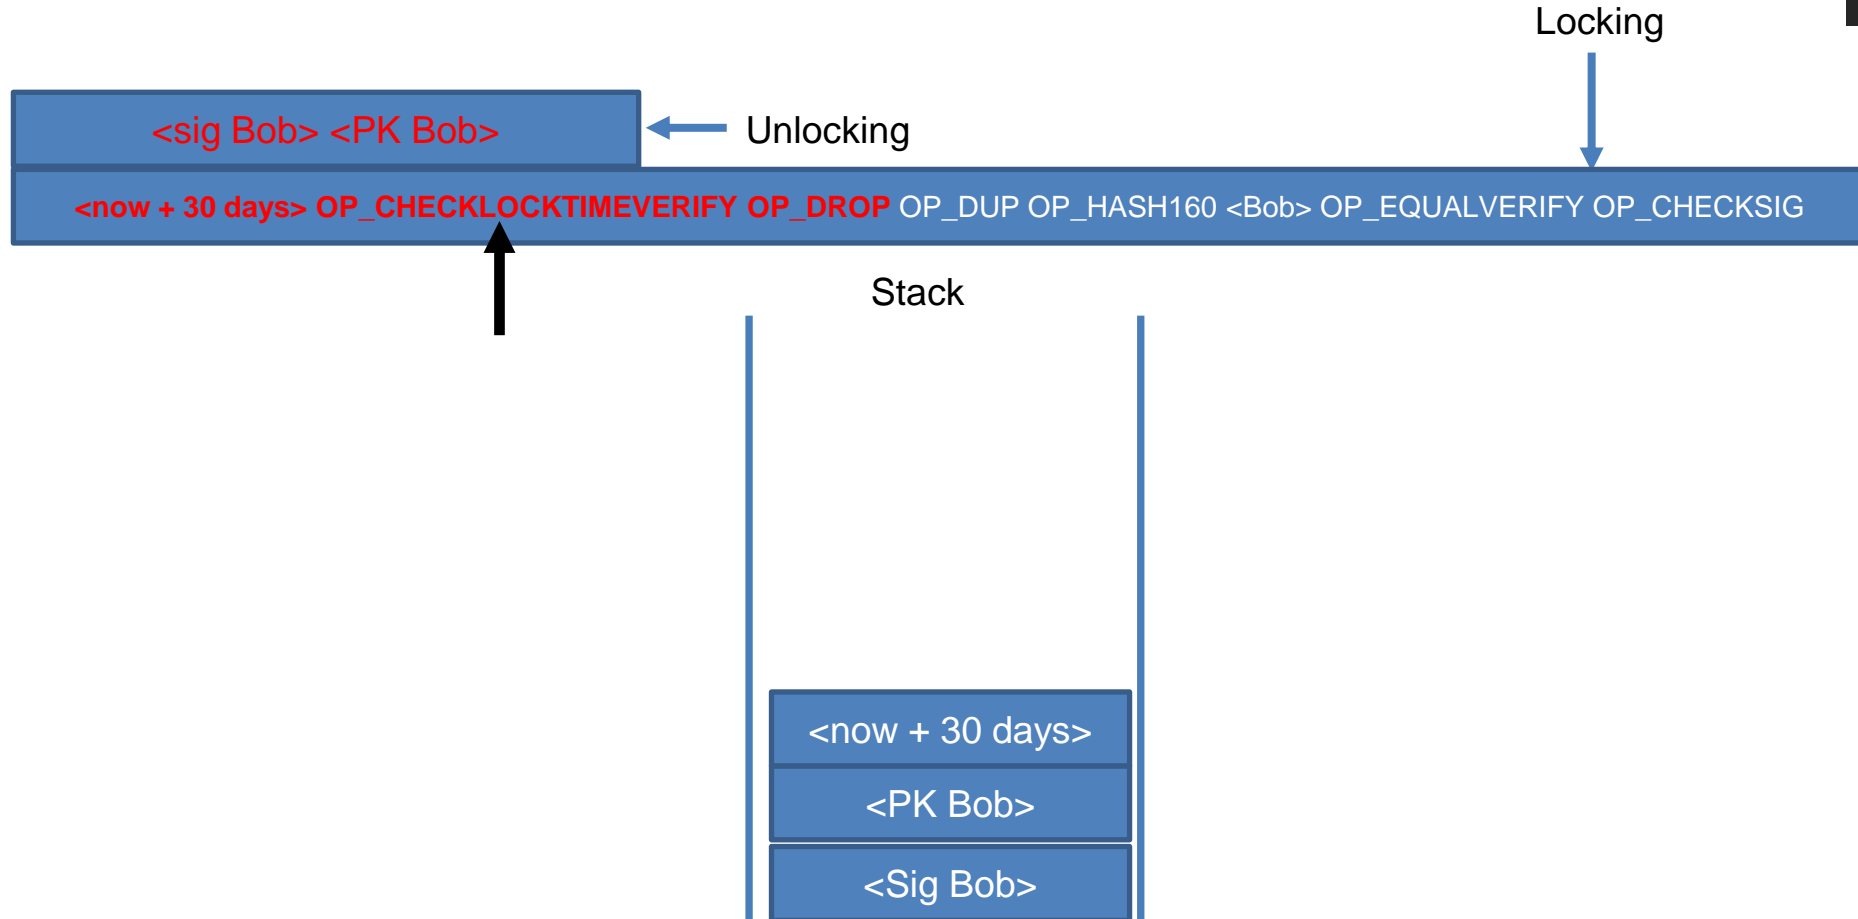 Locking
<sig Bob> <PK Bob>
Unlocking
<now + 30 days> OP_CHECKLOCKTIMEVERIFY OP_DROP OP_DUP OP_HASH160 <Bob> OP_EQUALVERIFY OP_CHECKSIG
Stack
<now + 30 days>
<PK Bob>
<Sig Bob>